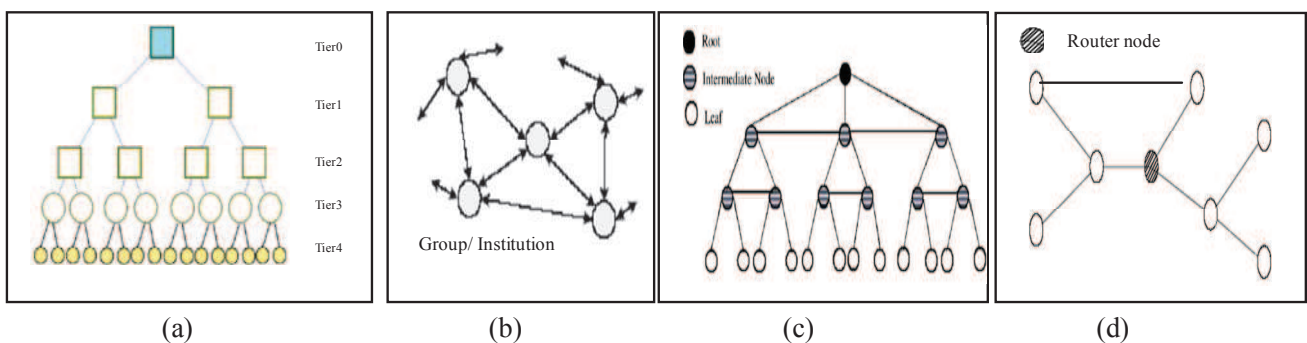 Tier0
Tier1
Tier2
Tier3
Tier4
Group/ Institution
Root
Intermediate Node
Leaf
Router node
(a)
(b)
(c)
(d)